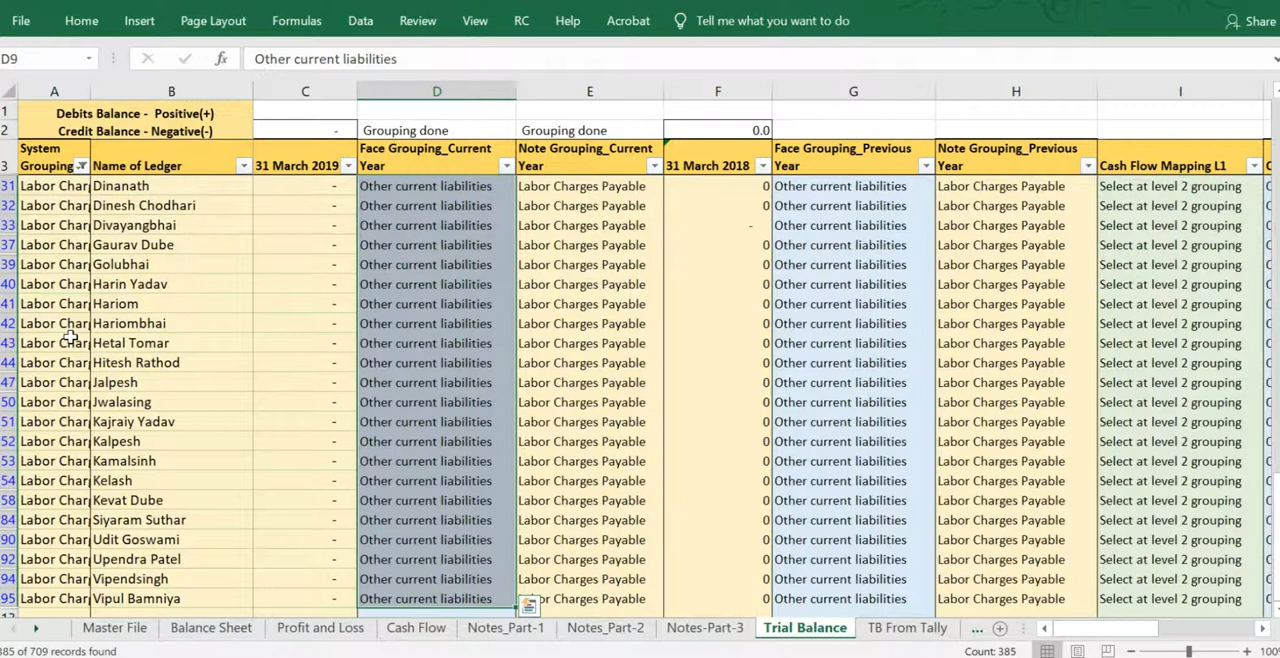 File Home Insert Page Layout Formulas Data Review View RC Help Acrobat Tell me what you want to do Share
D9 fx Other current liabilities
A B C D E F G H I
1 Debits Balance - Positive(+)
2 Credit Balance - Negative(-) - Grouping done Grouping done 0.0
System Face Grouping_Current Note Grouping_Current Face Grouping_Previous Note Grouping_Previous
3 Grouping Name of Ledger 31 March 2019 Year Year 31 March 2018 Year Year Cash Flow Mapping L1
31 Labor Char Dinanath - Other current liabilities Labor Charges Payable 0 Other current liabilities Labor Charges Payable Select at level 2 grouping
32 Labor Char Dinesh Chodhari - Other current liabilities Labor Charges Payable 0 Other current liabilities Labor Charges Payable Select at level 2 grouping
33 Labor Char Divayangbhai - Other current liabilities Labor Charges Payable - Other current liabilities Labor Charges Payable Select at level 2 grouping
37 Labor Char Gaurav Dube - Other current liabilities Labor Charges Payable 0 Other current liabilities Labor Charges Payable Select at level 2 grouping
39 Labor Char Golubhai - Other current liabilities Labor Charges Payable 0 Other current liabilities Labor Charges Payable Select at level 2 grouping
40 Labor Char Harin Yadav - Other current liabilities Labor Charges Payable 0 Other current liabilities Labor Charges Payable Select at level 2 grouping
41 Labor Char Hariom - Other current liabilities Labor Charges Payable 0 Other current liabilities Labor Charges Payable Select at level 2 grouping
42 Labor Char Hariombhai - Other current liabilities Labor Charges Payable 0 Other current liabilities Labor Charges Payable Select at level 2 grouping
43 Labor Char Hetal Tomar - Other current liabilities Labor Charges Payable 0 Other current liabilities Labor Charges Payable Select at level 2 grouping
44 Labor Char Hitesh Rathod - Other current liabilities Labor Charges Payable 0 Other current liabilities Labor Charges Payable Select at level 2 grouping
47 Labor Char Jalpesh - Other current liabilities Labor Charges Payable 0 Other current liabilities Labor Charges Payable Select at level 2 grouping
50 Labor Char Jwalasing - Other current liabilities Labor Charges Payable 0 Other current liabilities Labor Charges Payable Select at level 2 grouping
51 Labor Char Kajraiy Yadav - Other current liabilities Labor Charges Payable 0 Other current liabilities Labor Charges Payable Select at level 2 grouping
52 Labor Char Kalpesh - Other current liabilities Labor Charges Payable 0 Other current liabilities Labor Charges Payable Select at level 2 grouping
53 Labor Char Kamalsinh - Other current liabilities Labor Charges Payable 0 Other current liabilities Labor Charges Payable Select at level 2 grouping
54 Labor Char Kelash - Other current liabilities Labor Charges Payable 0 Other current liabilities Labor Charges Payable Select at level 2 grouping
58 Labor Char Kevat Dube - Other current liabilities Labor Charges Payable 0 Other current liabilities Labor Charges Payable Select at level 2 grouping
84 Labor Char Siyaram Suthar - Other current liabilities Labor Charges Payable 0 Other current liabilities Labor Charges Payable Select at level 2 grouping
90 Labor Char Udit Goswami - Other current liabilities Labor Charges Payable 0 Other current liabilities Labor Charges Payable Select at level 2 grouping
92 Labor Char Upendra Patel - Other current liabilities Labor Charges Payable 0 Other current liabilities Labor Charges Payable Select at level 2 grouping
94 Labor Char Vipendsingh - Other current liabilities Labor Charges Payable 0 Other current liabilities Labor Charges Payable Select at level 2 grouping
95 Labor Char Vipul Bamniya - Other current liabilities Labor Charges Payable 0 Other current liabilities Labor Charges Payable Select at level 2 grouping
Master File Balance Sheet Profit and Loss Cash Flow Notes_Part-1 Notes_Part-2 Notes-Part-3 Trial Balance TB From Tally ...
385 of 709 records found Count: 385 100